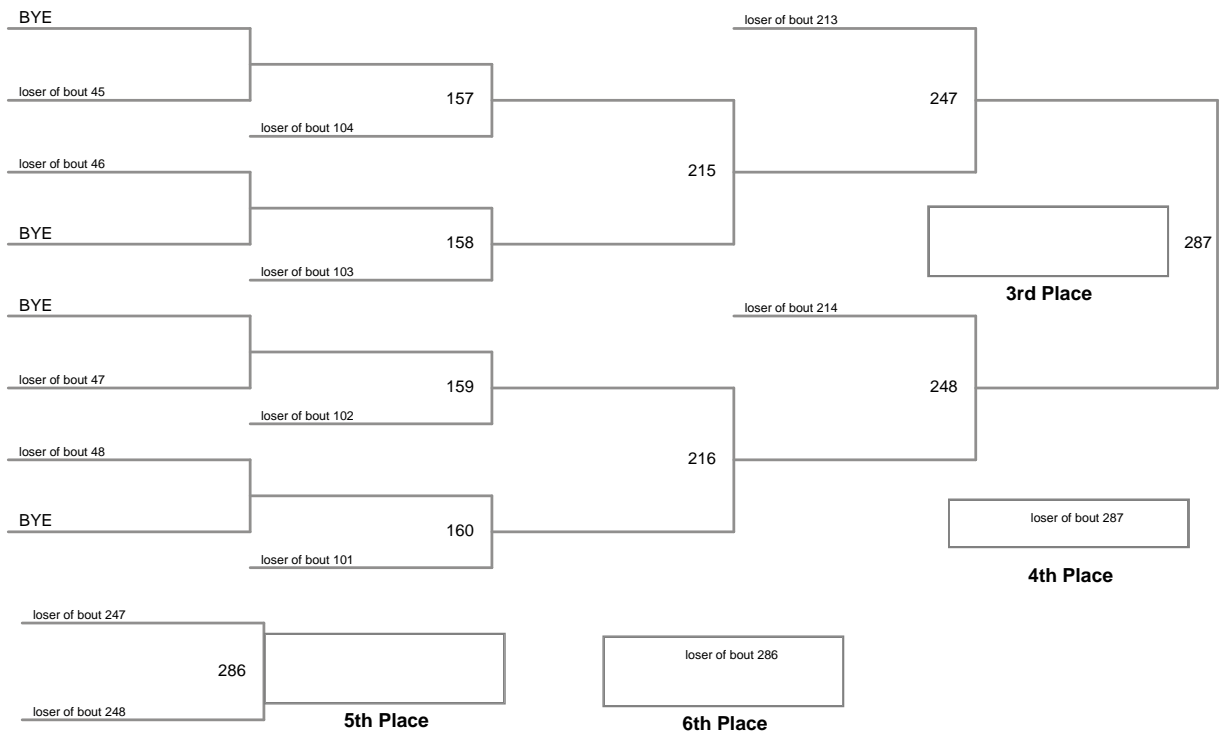 BYE
loser of bout 45
157
loser of bout 104
loser of bout 46
BYE
158
loser of bout 103
215
loser of bout 213
247
BYE
loser of bout 47
159
loser of bout 102
loser of bout 48
BYE
160
loser of bout 101
216
loser of bout 214
248
287
3rd Place
loser of bout 287
4th Place
loser of bout 247
286
loser of bout 248
5th Place
loser of bout 286
6th Place